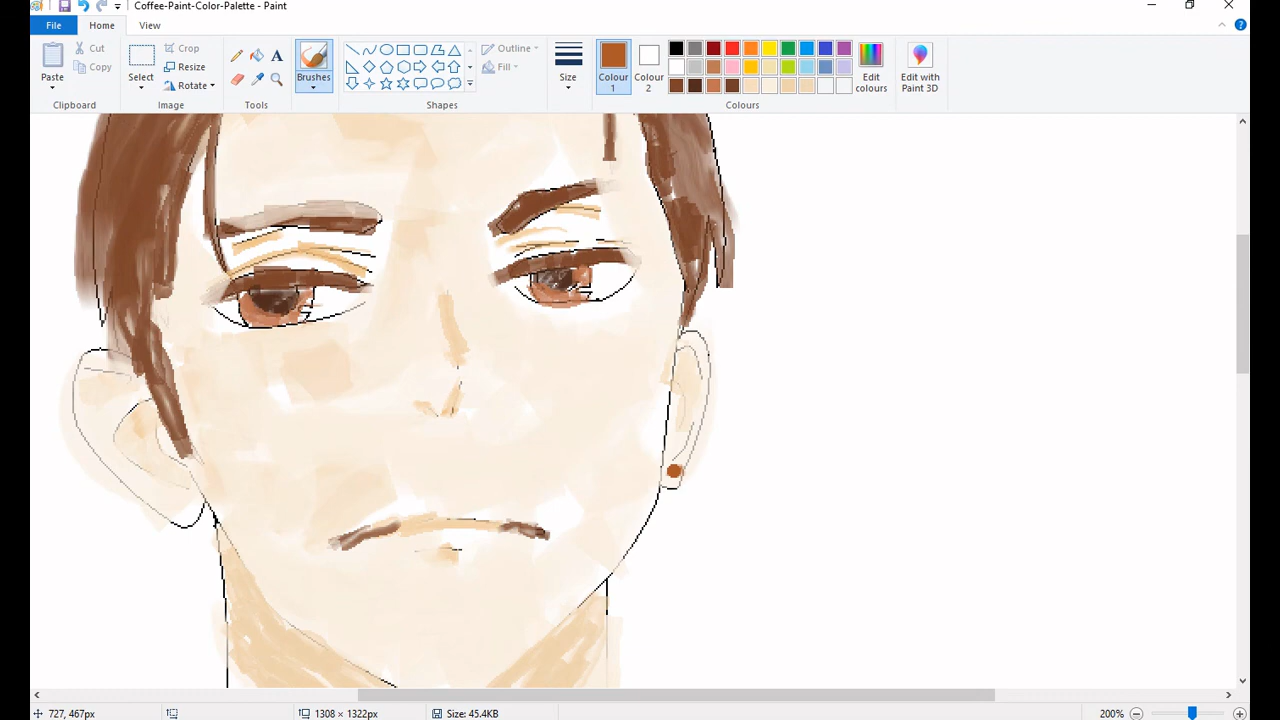 Coffee-Paint-Color-Palette - Paint
File
Home
View
Paste
Cut
Copy
Clipboard
Select
Crop
Resize
Rotate
Image
Tools
Brushes
Outline
Fill
Shapes
Size
Colour
1
Colour
2
Edit
colours
Colours
Edit with
Paint 3D
727, 467px
1308 × 1322px
Size: 45.4KB
200%